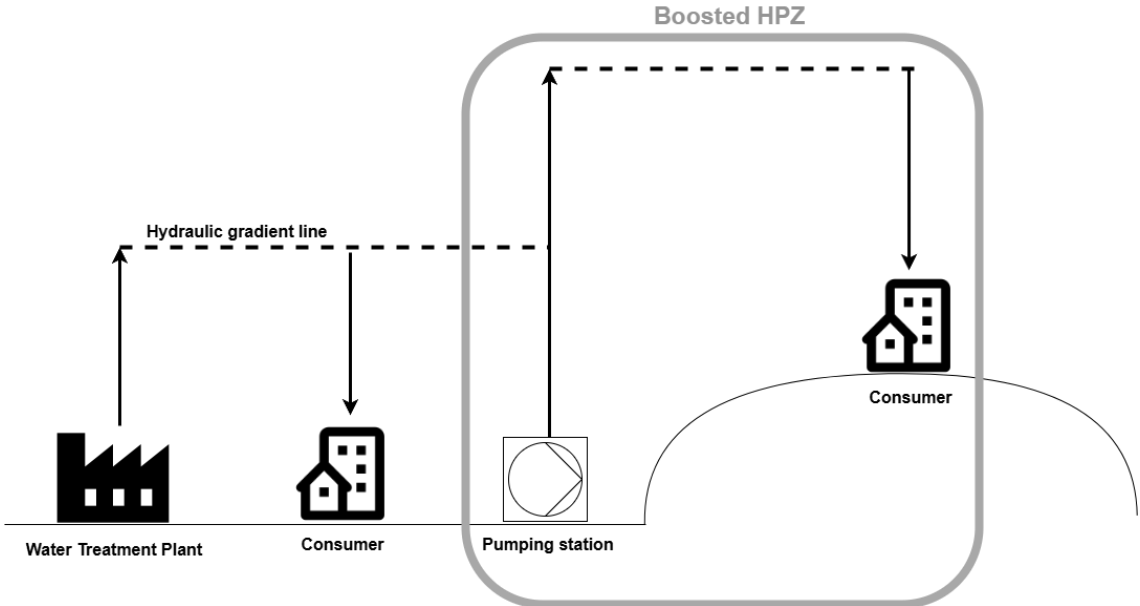 Boosted HPZ
Hydraulic gradient line
Consumer
Water Treatment Plant
Consumer
Pumping station